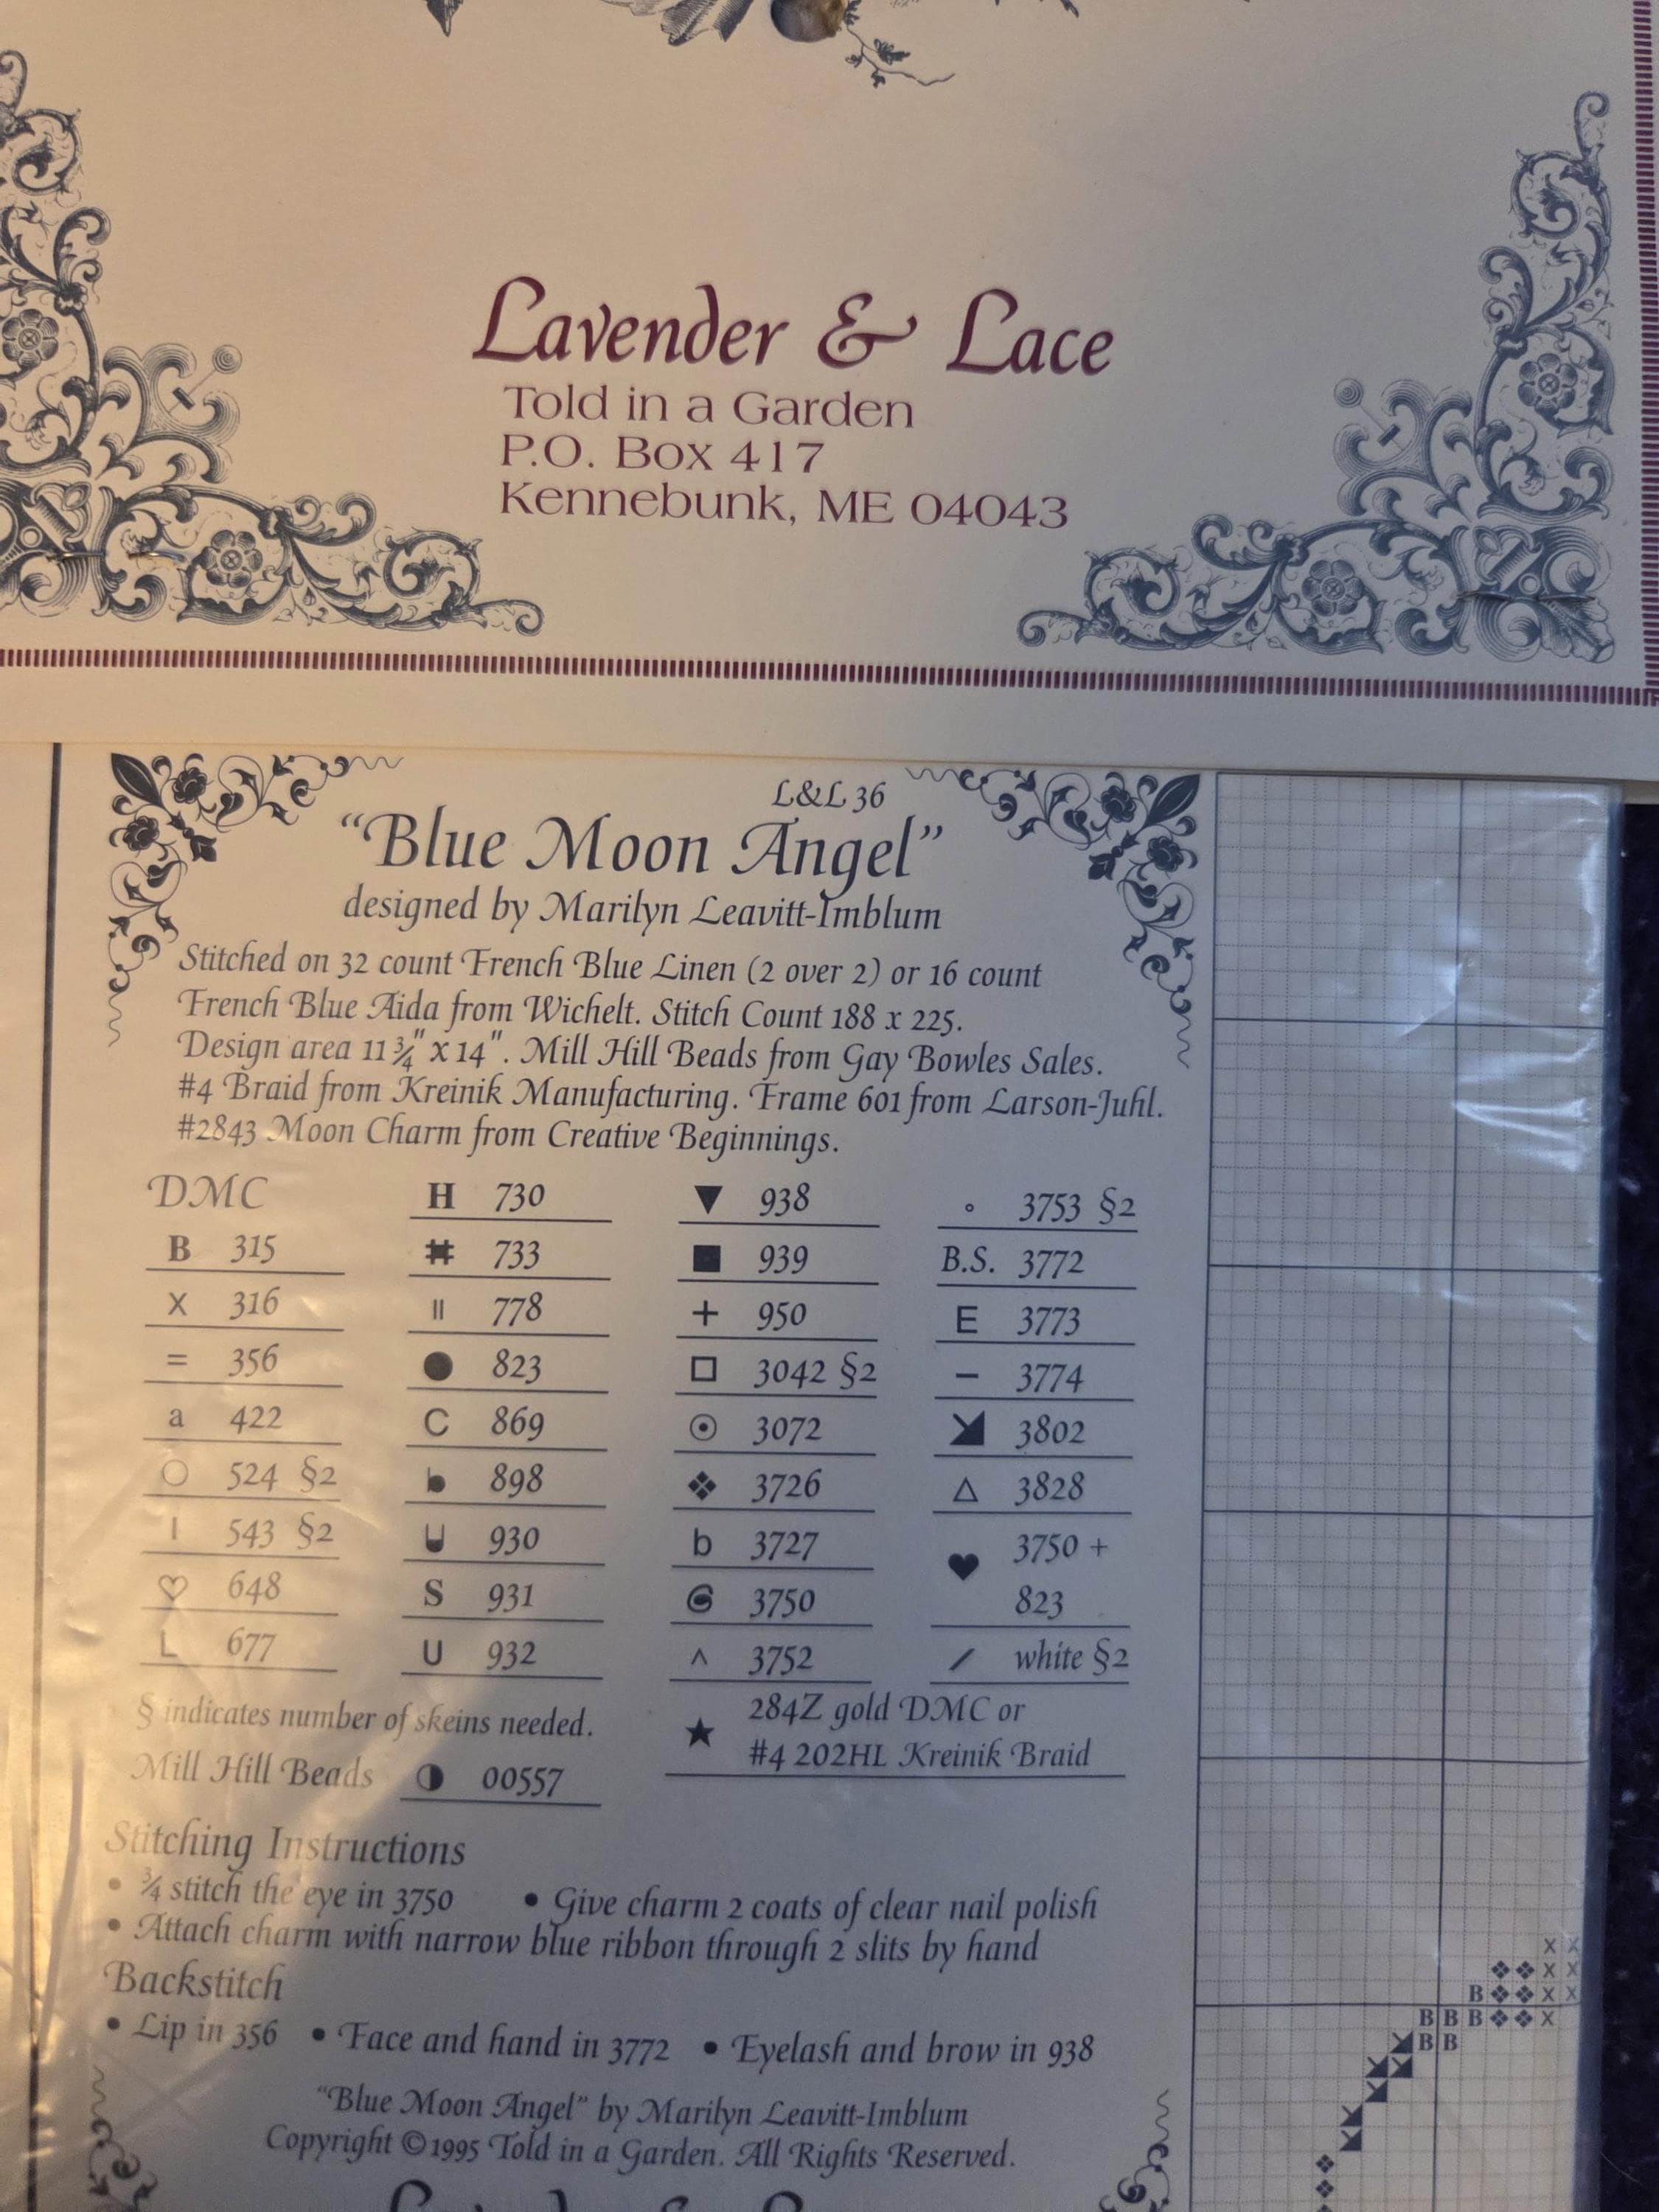 Lavender & Lace
Told in a Garden
P.O. Box 417
Kennebunk, ME 04043
L&L 36
"Blue Moon Angel"
designed by Marilyn Leavitt-Imblum
Stitched on 32 count French Blue Linen (2 over 2) or 16 count
French Blue Aida from Wichelt. Stitch Count 188 x 225.
Design area 11 ¾" x 14". Mill Hill Beads from Gay Bowles Sales.
#4 Braid from Kreinik Manufacturing. Frame 601 from Larson-Juhl.
#2843 Moon Charm from Creative Beginnings.
DMC
B 315
X 316
= 356
a 422
○ 524 §2
I 543 §2
♡ 648
L 677
H 730
# 733
॥ 778
● 823
C 869
898
930
S 931
U 932
▼ 938
■ 939
+ 950
□ 3042 §2
⊙ 3072
❖ 3726
b 3727
3750
^ 3752
∘ 3753 §2
B.S. 3772
E 3773
– 3774
3802
△ 3828
♥ 3750 +
823
/ white §2
★ 284Z gold DMC or
#4 202HL Kreinik Braid
§ indicates number of skeins needed.
Mill Hill Beads ◑ 00557
Stitching Instructions
• ¾ stitch the eye in 3750 • Give charm 2 coats of clear nail polish
• Attach charm with narrow blue ribbon through 2 slits by hand
Backstitch
• Lip in 356 • Face and hand in 3772 • Eyelash and brow in 938
"Blue Moon Angel" by Marilyn Leavitt-Imblum
Copyright ©1995 Told in a Garden. All Rights Reserved.
X X
❖ ❖ X X
B ❖ ❖ X X
B B B ❖ ❖ X
B B